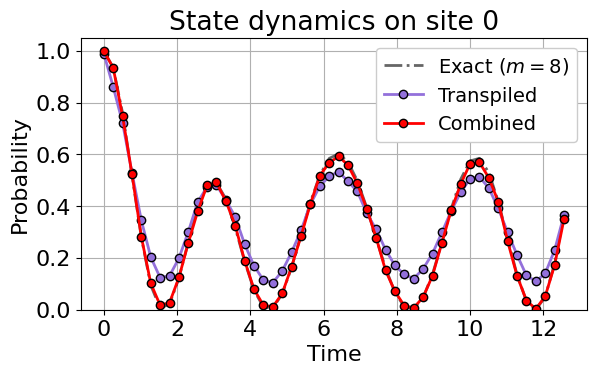 State dynamics on site 0
Probability
1.0
0.8
0.6
0.4
0.2
0.0
Exact (m = 8)
Transpiled
Combined
0 2 4 6 8 10 12
Time